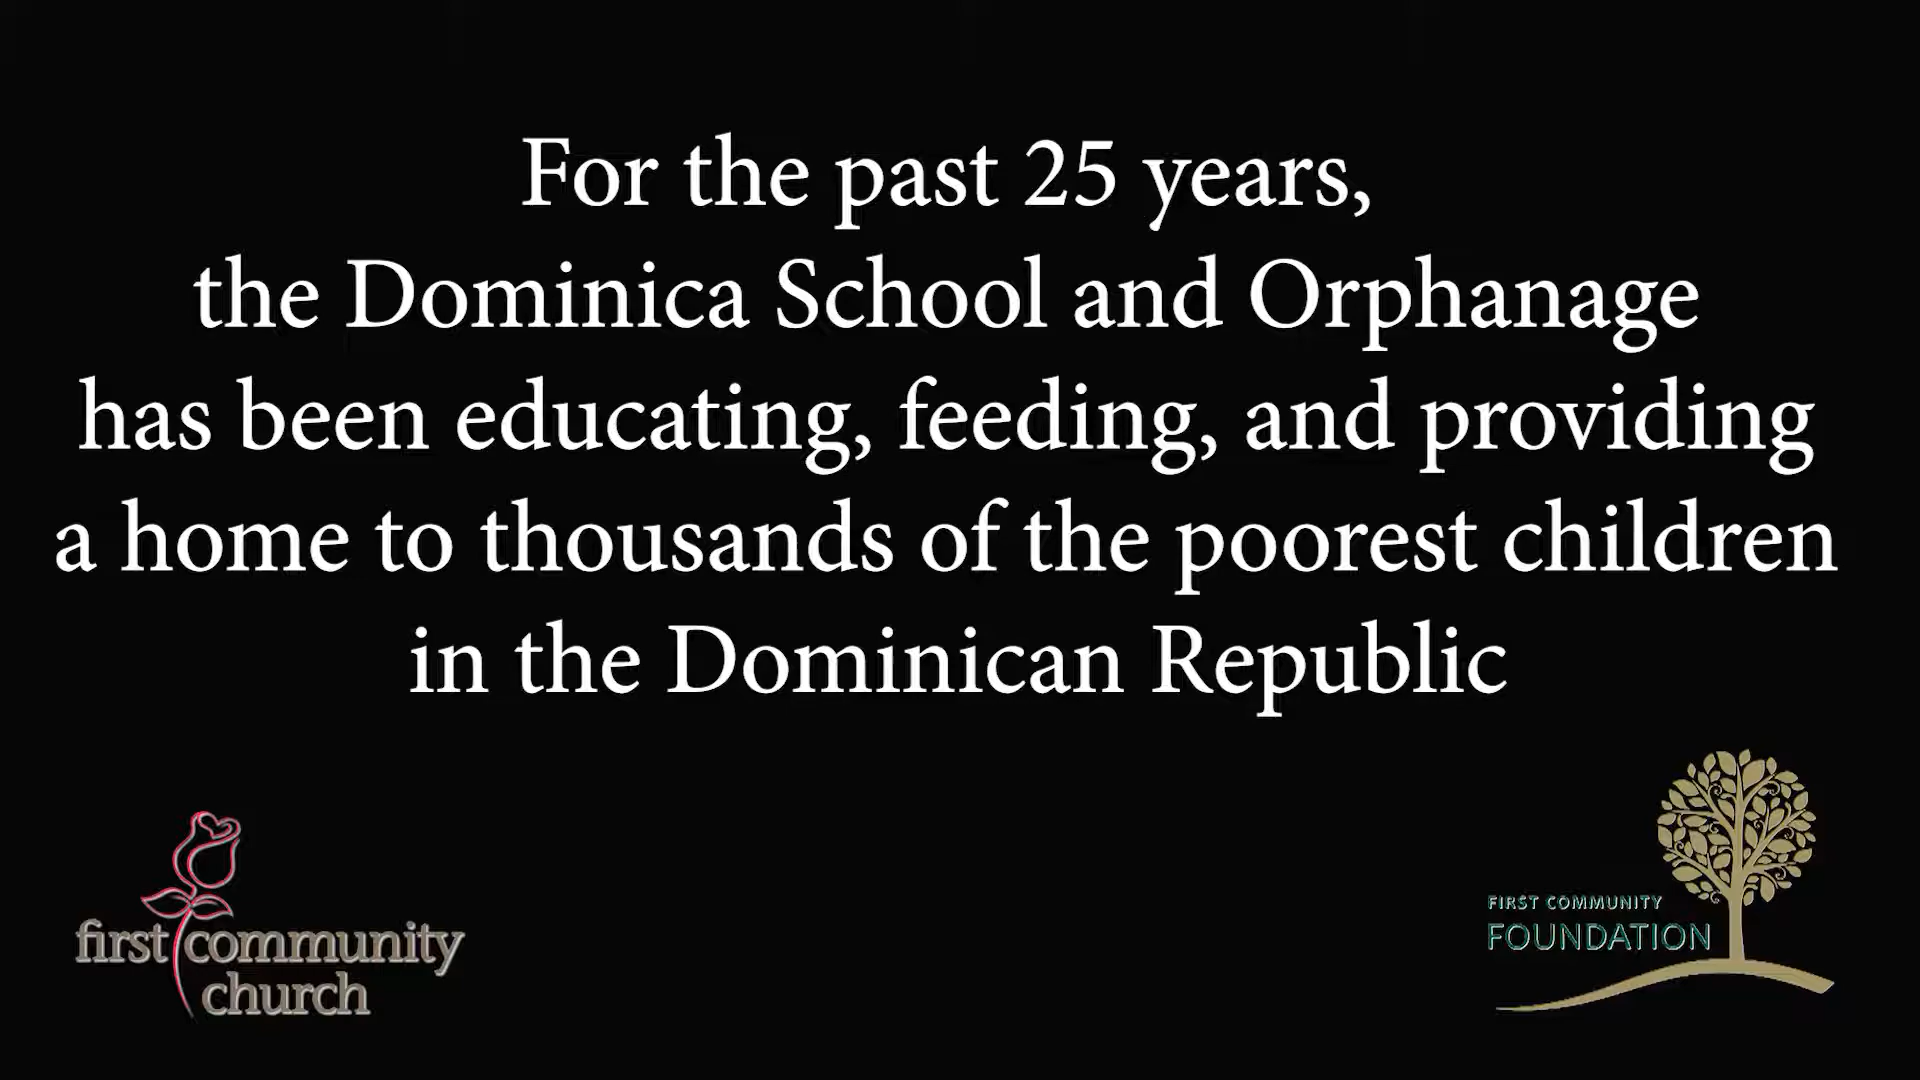 For the past 25 years,
the Dominica School and Orphanage
has been educating, feeding, and providing
a home to thousands of the poorest children
in the Dominican Republic
first community
church
FIRST COMMUNITY
FOUNDATION